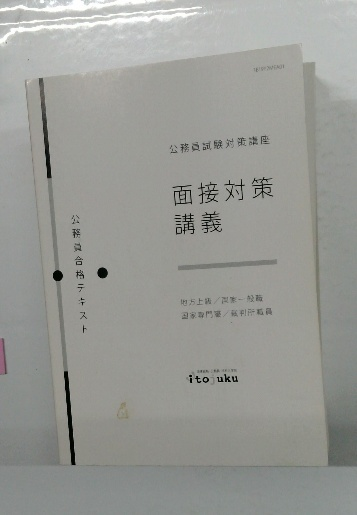 公務員試験対策講座
面接対策
講義
公務員合格テキスト
地方上級／国家一般職
国家専門職／裁判所職員
itojuku